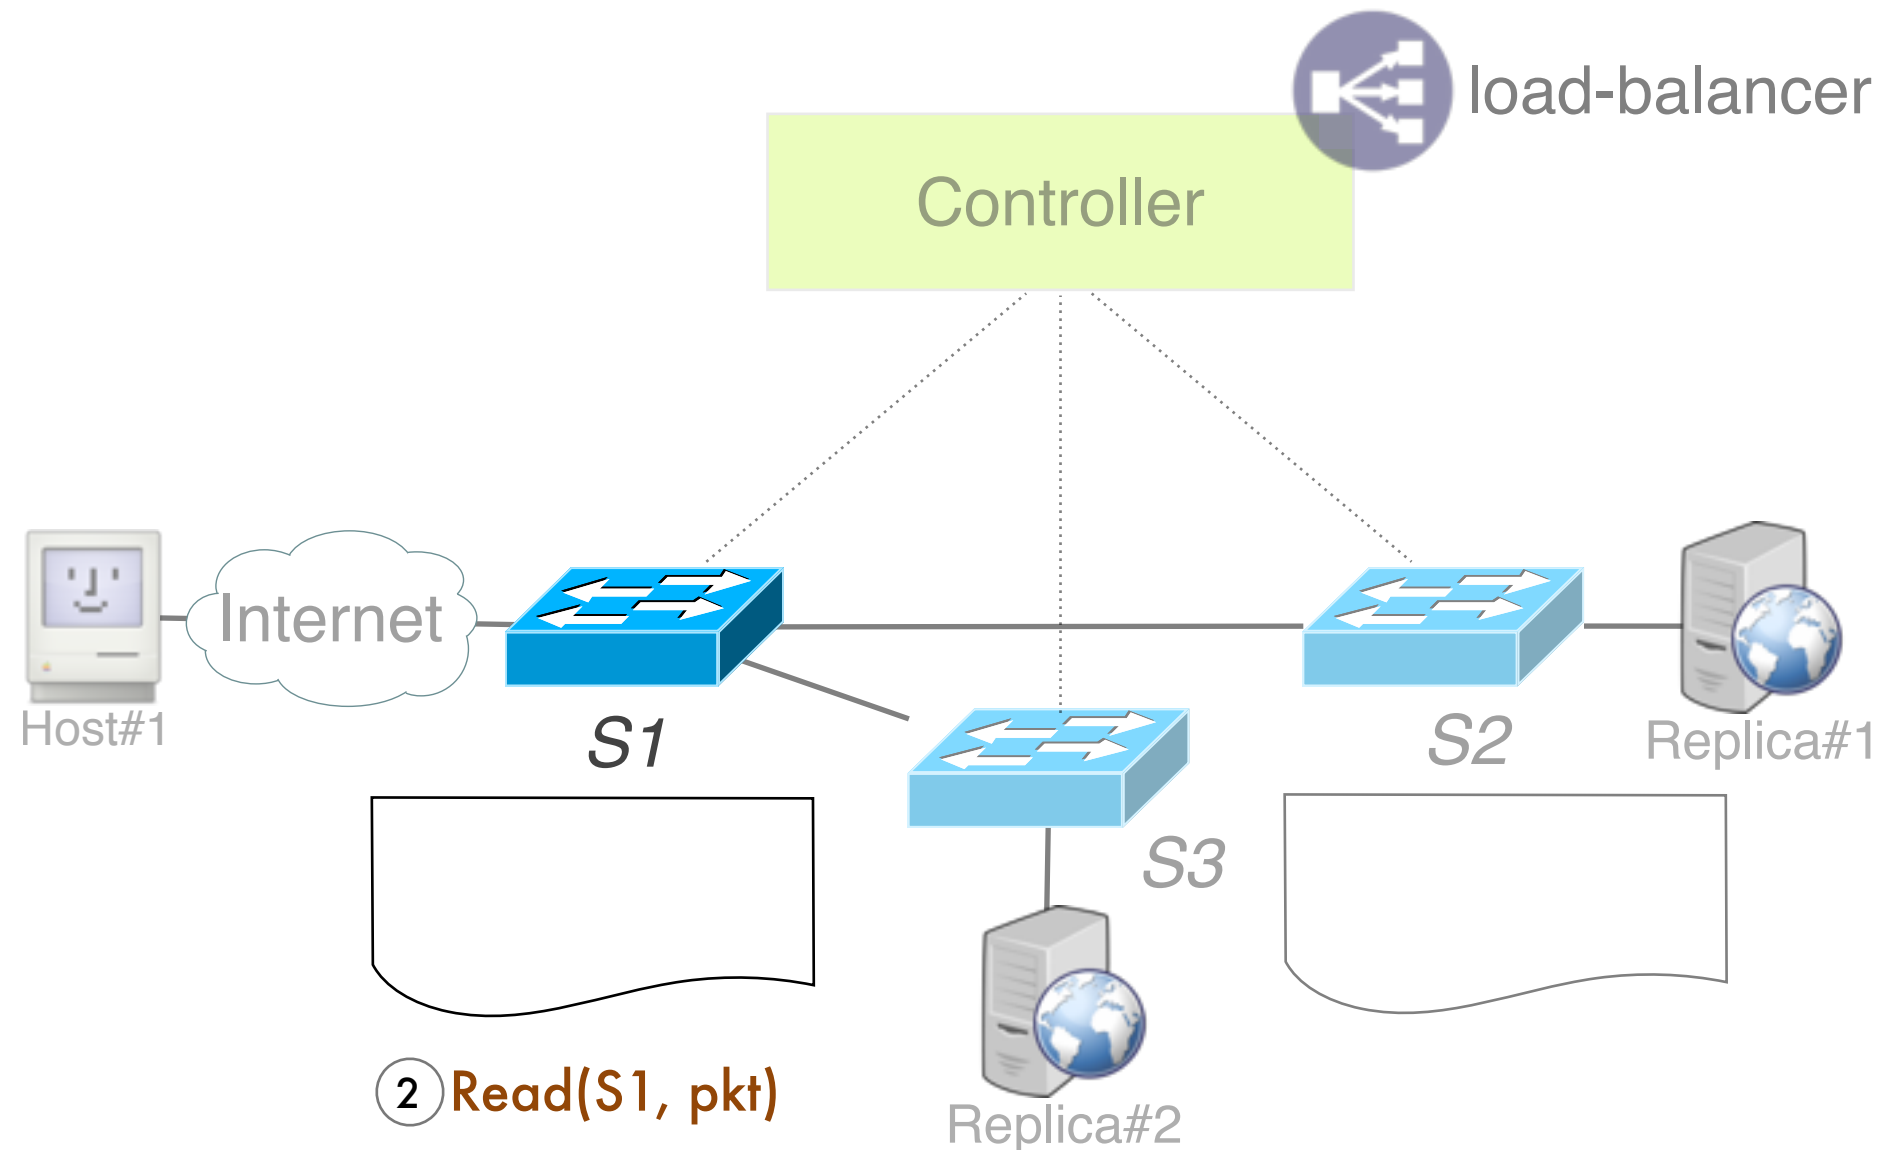 load-balancer
Controller
Internet
Host#1
S1
S2
Replica#1
S3
2 Read(S1, pkt)
Replica#2